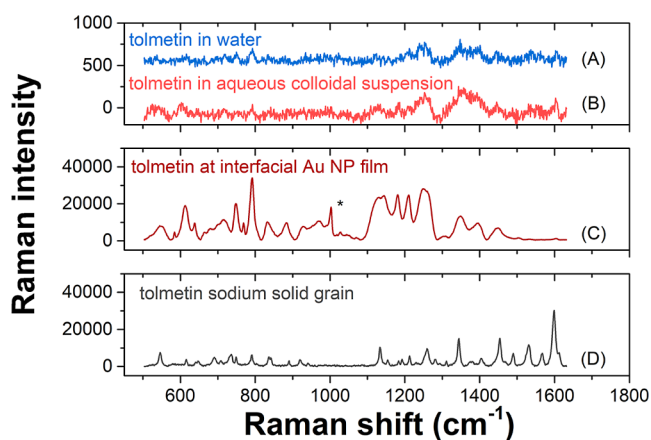 1000
tolmetin in water
500
(A)
tolmetin in aqueous colloidal suspension
0
(B)
40000
tolmetin at interfacial Au NP film
20000
*
0
(C)
40000
tolmetin sodium solid grain
20000
0
(D)
600 800 1000 1200 1400 1600 1800
Raman shift (cm⁻¹)
Raman intensity